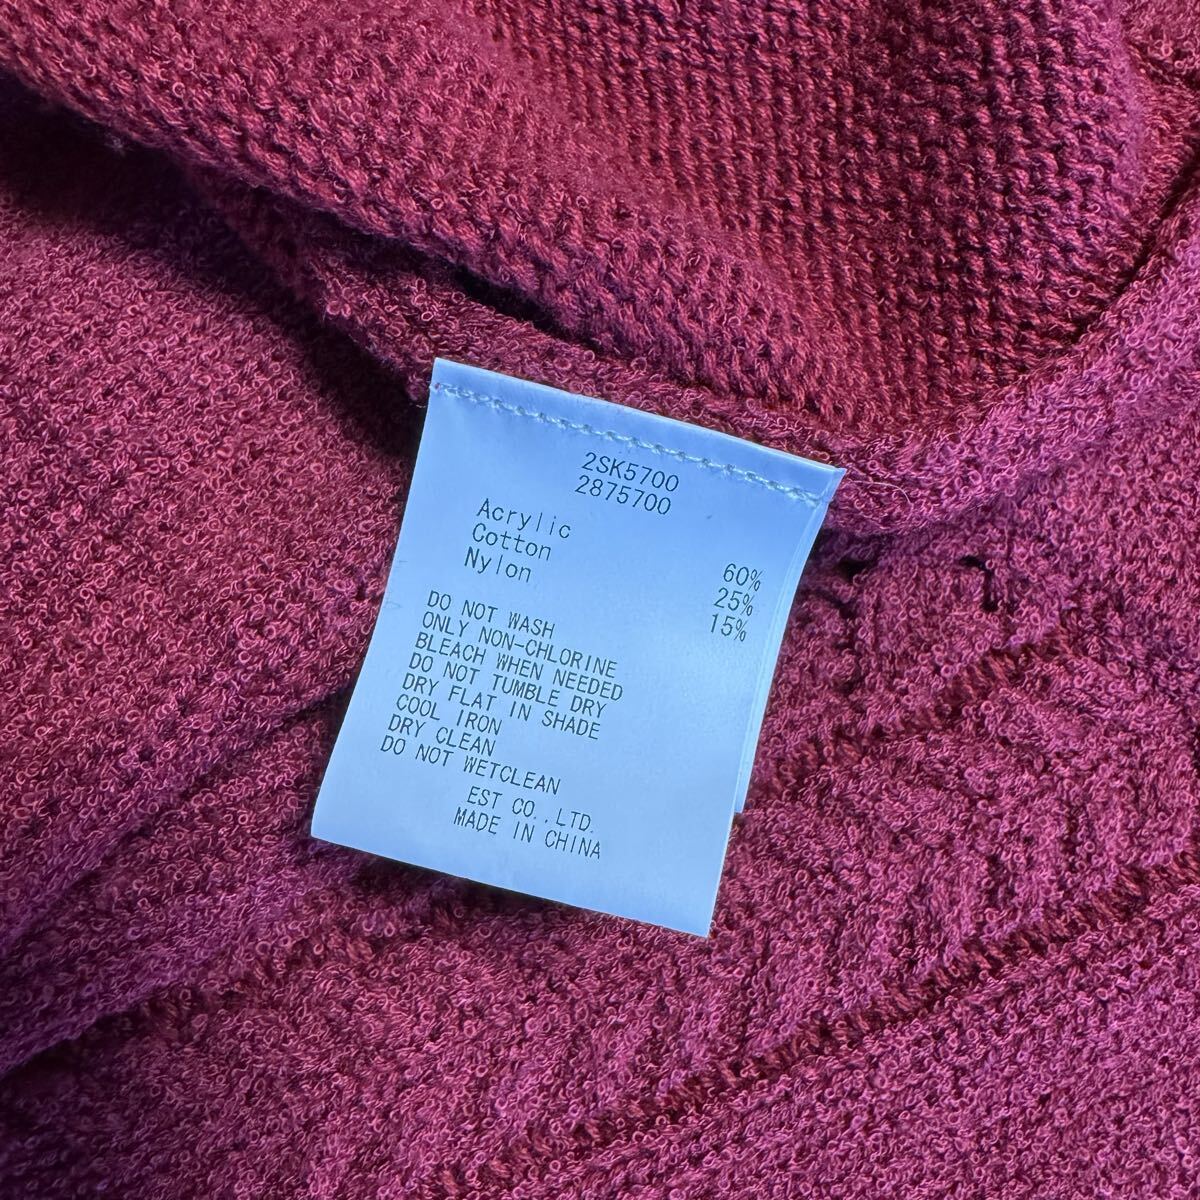 2SK5700
2875700
Acrylic 60%
Cotton 25%
Nylon 15%
DO NOT WASH
ONLY NON-CHLORINE
BLEACH WHEN NEEDED
DO NOT TUMBLE DRY
DRY FLAT IN SHADE
COOL IRON
DRY CLEAN
DO NOT WETCLEAN
EST CO.,LTD.
MADE IN CHINA